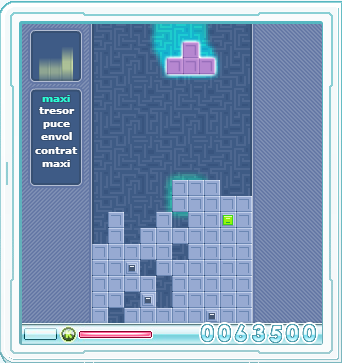 maxi
tresor
puce
envol
contrat
maxi
0063500